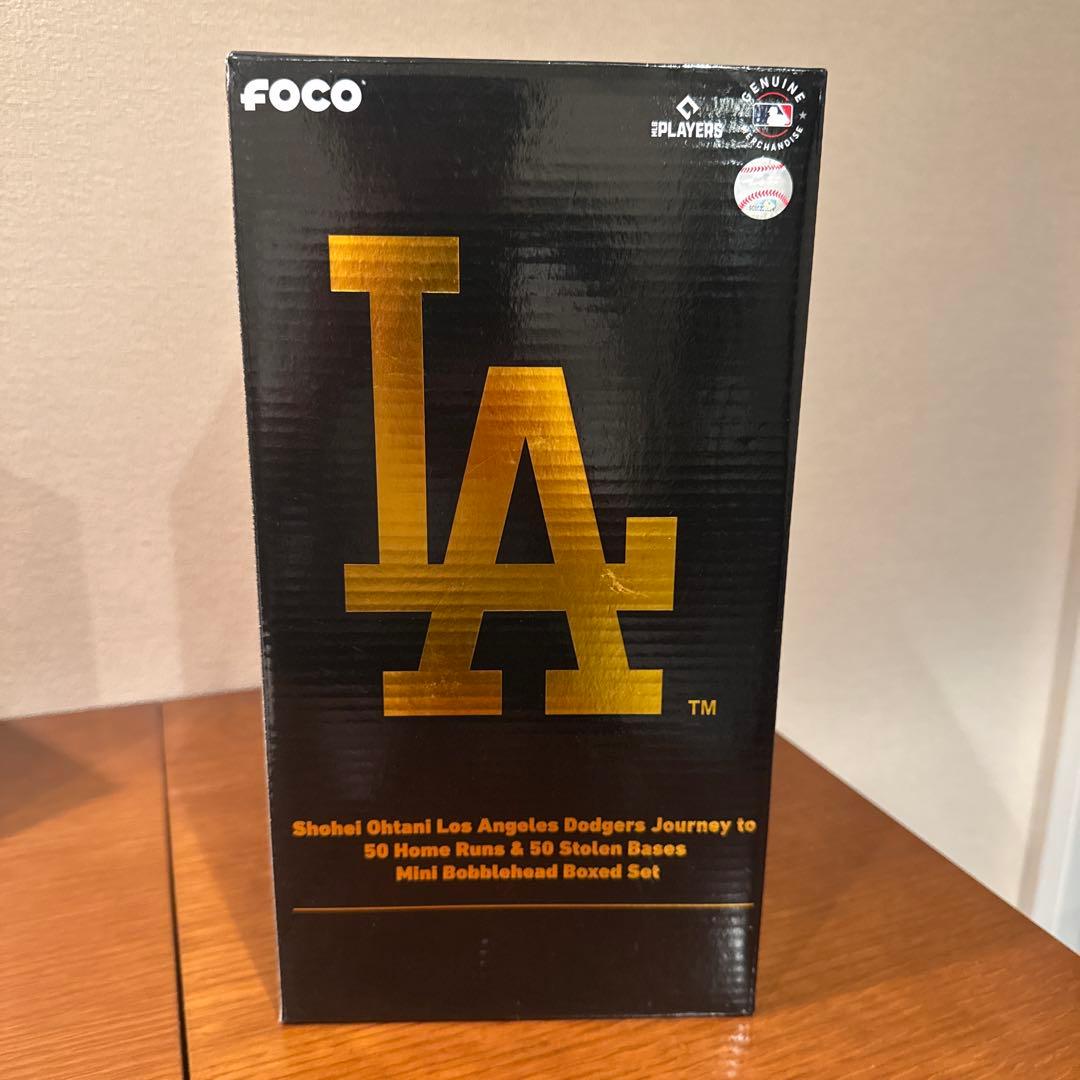 FOCO
MLB PLAYERS
GENUINE
MERCHANDISE
LA
TM
Shohei Ohtani Los Angeles Dodgers Journey to
50 Home Runs & 50 Stolen Bases
Mini Bobblehead Boxed Set